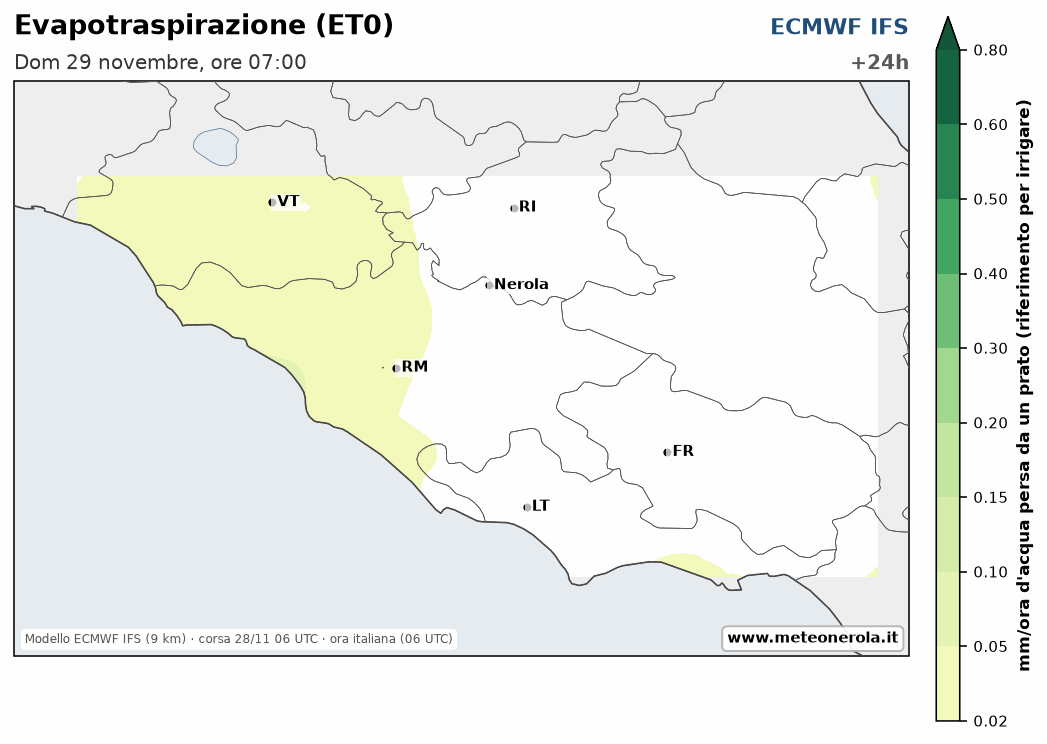 Evapotraspirazione (ET0)
ECMWF IFS
Dom 29 novembre, ore 07:00
+24h
VT
RI
Nerola
RM
FR
LT
Modello ECMWF IFS (9 km) · corsa 28/11 06 UTC · ora italiana (06 UTC)
www.meteonerola.it
0.80
0.60
0.50
0.40
0.30
0.20
0.15
0.10
0.05
0.02
mm/ora d'acqua persa da un prato (riferimento per irrigare)